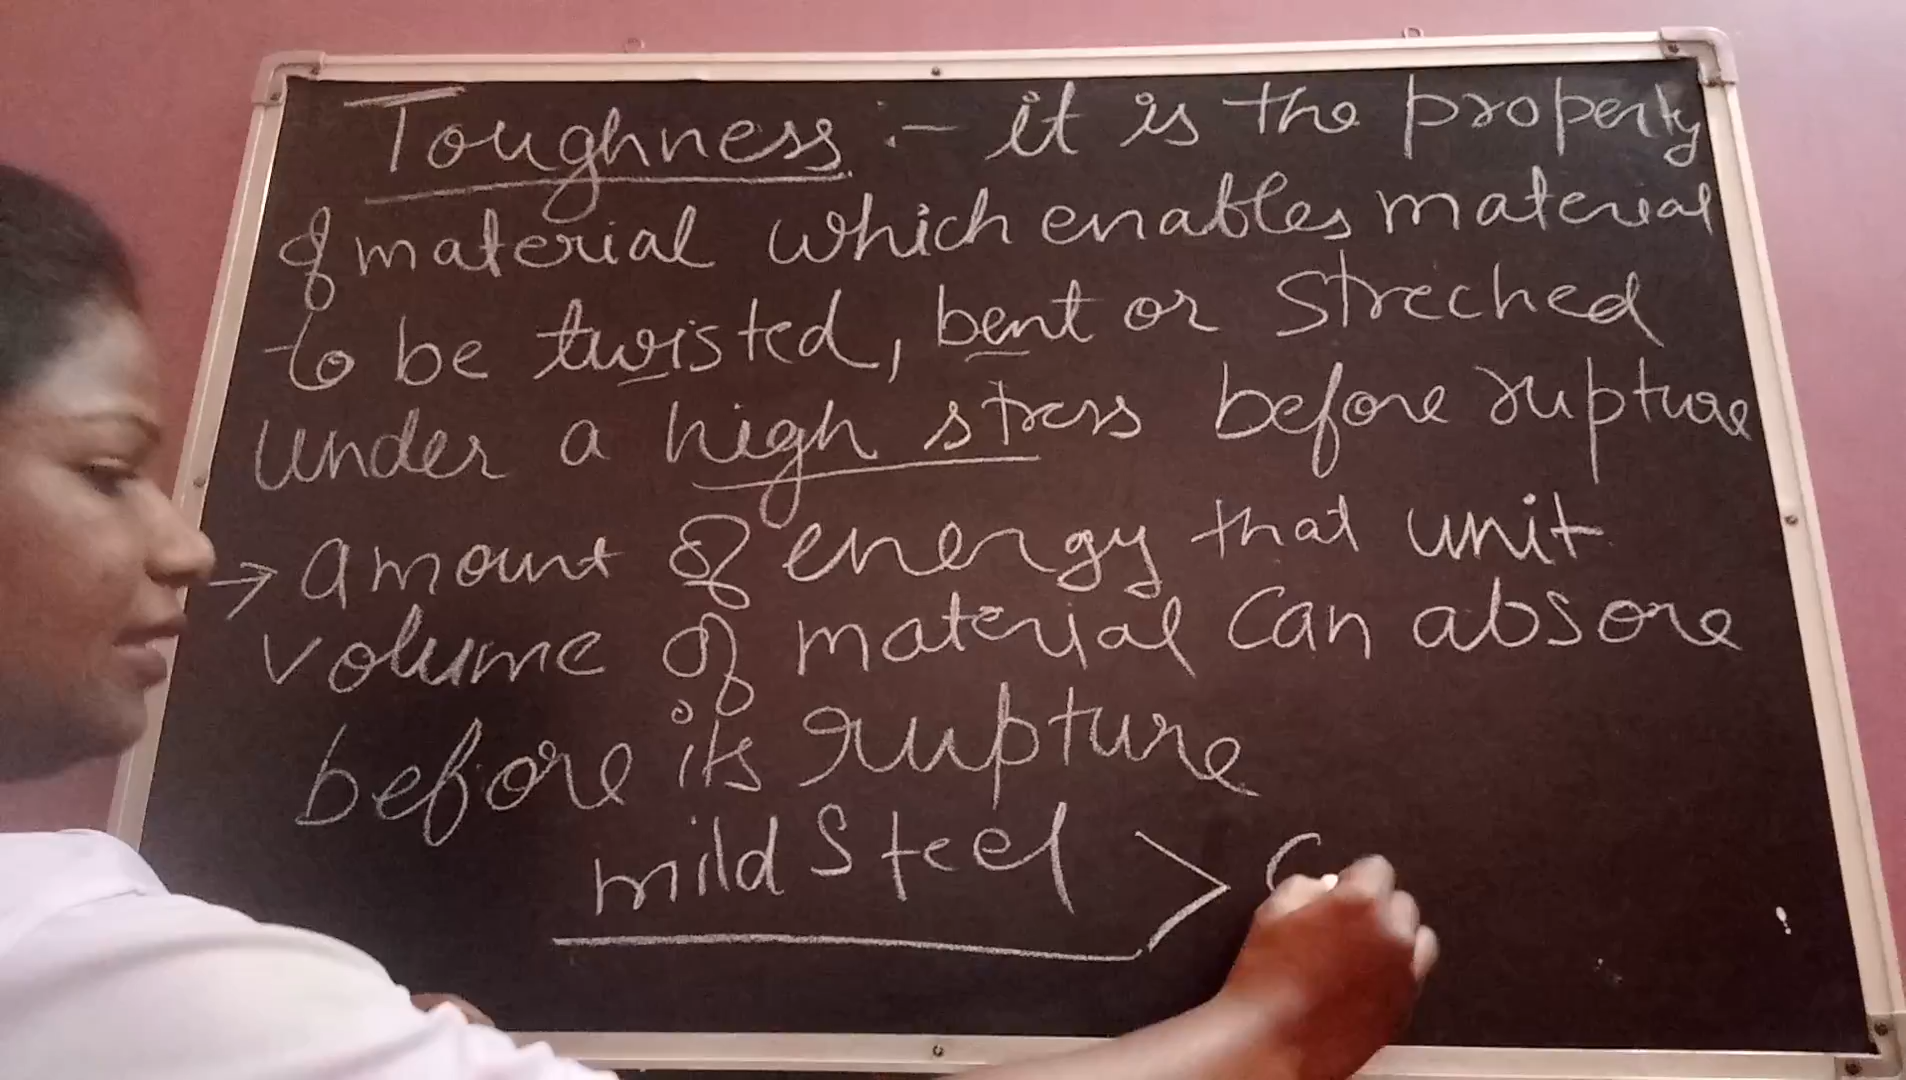 Toughness :- it is the property
of material which enables material
to be twisted, bent or streched
under a high stress before rupture
→ amount of energy that unit
volume of material can absore
before its rupture
mild Steel > C